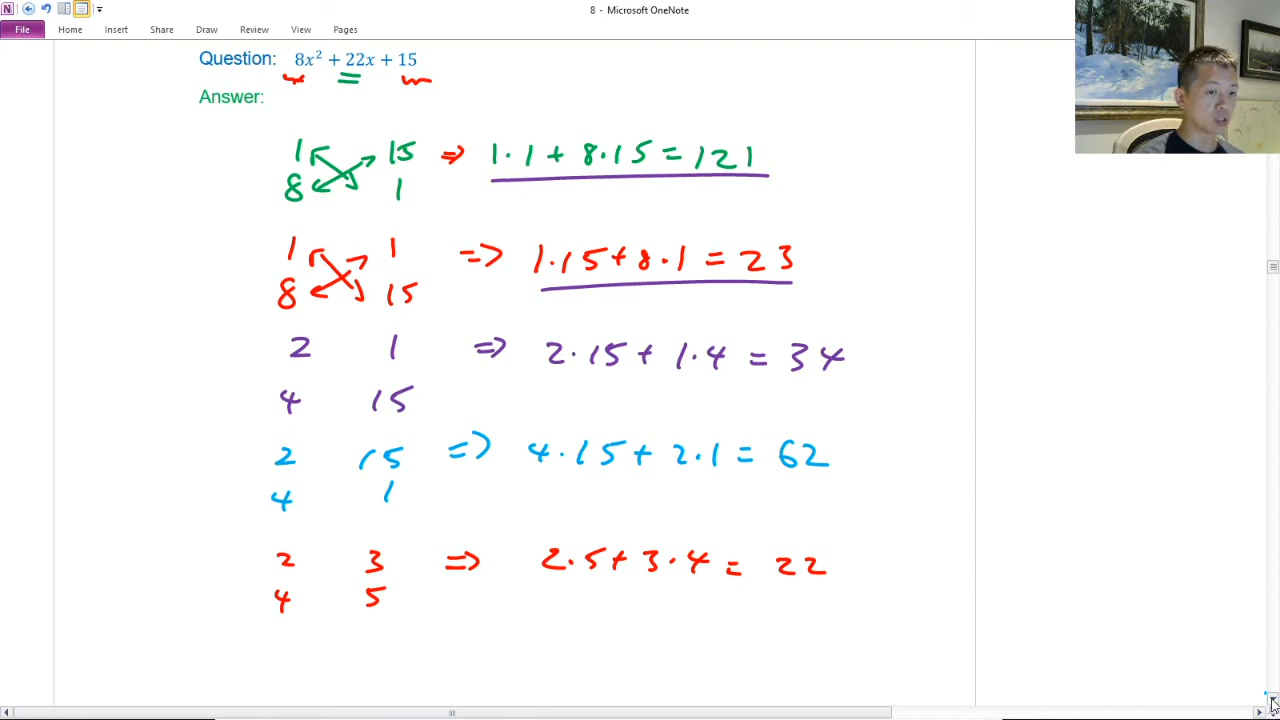 8 - Microsoft OneNote
File Home Insert Share Draw Review View Pages
Question: 8x² + 22x + 15
Answer:
1 15 ⇒ 1·1 + 8·15 = 121
8 1
1 1 => 1·15 + 8·1 = 23
8 15
2 1 => 2·15 + 1·4 = 34
4 15
2 15 => 4·15 + 2·1 = 62
4 1
2 3 => 2·5 + 3·4 = 22
4 5